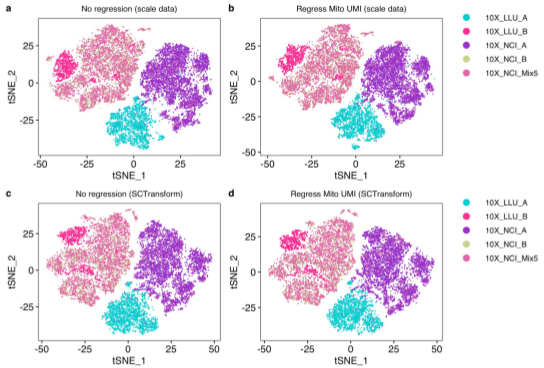 a No regression (scale data)
tSNE_2
25
0
-25
-50 -25 0 25
tSNE_1
b Regress Mito UMI (scale data)
tSNE_2
25
0
-25
-50
-50 -25 0 25
tSNE_1
10X_LLU_A
10X_LLU_B
10X_NCI_A
10X_NCI_B
10X_NCI_Mix5
c No regression (SCTransform)
tSNE_2
25
0
-25
-50 -25 0 25 50
tSNE_1
d Regress Mito UMI (SCTransform)
tSNE_2
25
0
-25
-50 -25 0 25 50
tSNE_1
10X_LLU_A
10X_LLU_B
10X_NCI_A
10X_NCI_B
10X_NCI_Mix5